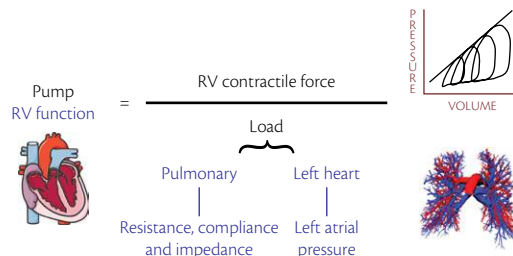 PRESSURE
VOLUME
Pump
RV function
=
RV contractile force
Load
Pulmonary
Left heart
Resistance, compliance
and impedance
Left atrial
pressure